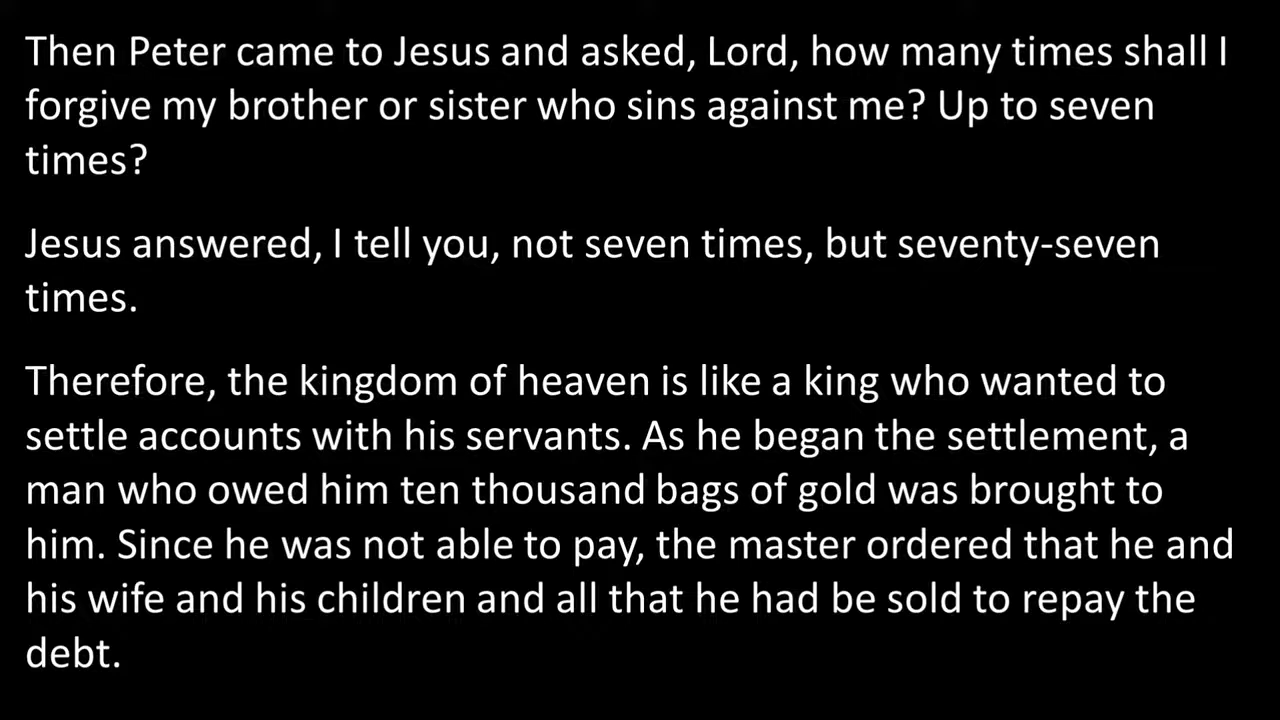 Then Peter came to Jesus and asked, Lord, how many times shall I
forgive my brother or sister who sins against me? Up to seven
times?
Jesus answered, I tell you, not seven times, but seventy-seven
times.
Therefore, the kingdom of heaven is like a king who wanted to
settle accounts with his servants. As he began the settlement, a
man who owed him ten thousand bags of gold was brought to
him. Since he was not able to pay, the master ordered that he and
his wife and his children and all that he had be sold to repay the
debt.